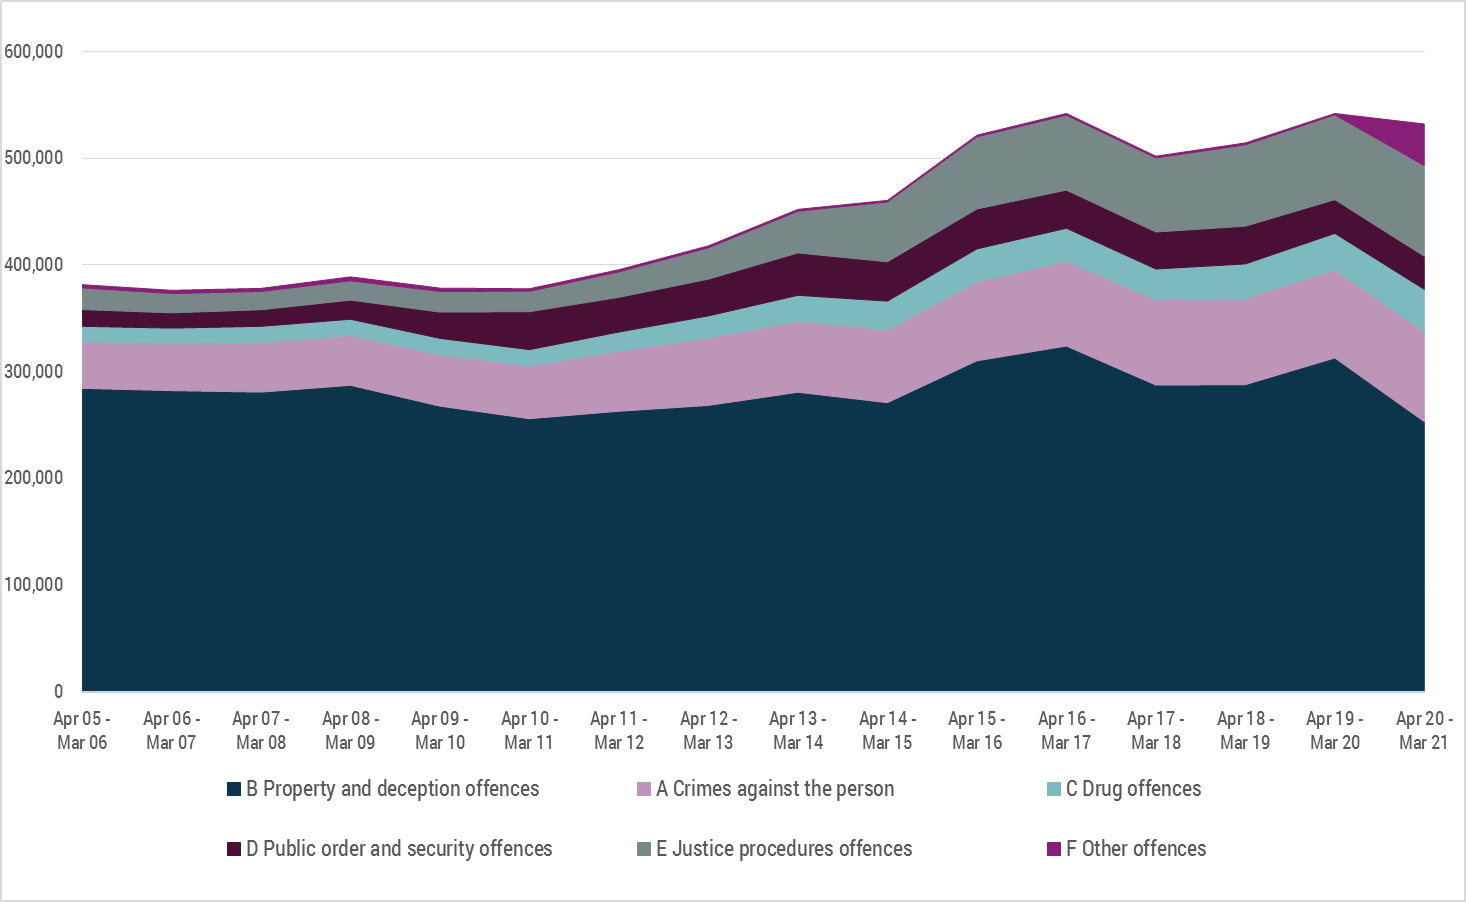 600,000
500,000
400,000
300,000
200,000
100,000
0
Apr 05 - Apr 06 - Apr 07 - Apr 08 - Apr 09 - Apr 10 - Apr 11 - Apr 12 - Apr 13 - Apr 14 - Apr 15 - Apr 16 - Apr 17 - Apr 18 - Apr 19 - Apr 20 -
Mar 06 Mar 07 Mar 08 Mar 09 Mar 10 Mar 11 Mar 12 Mar 13 Mar 14 Mar 15 Mar 16 Mar 17 Mar 18 Mar 19 Mar 20 Mar 21
B Property and deception offences A Crimes against the person C Drug offences
D Public order and security offences E Justice procedures offences F Other offences